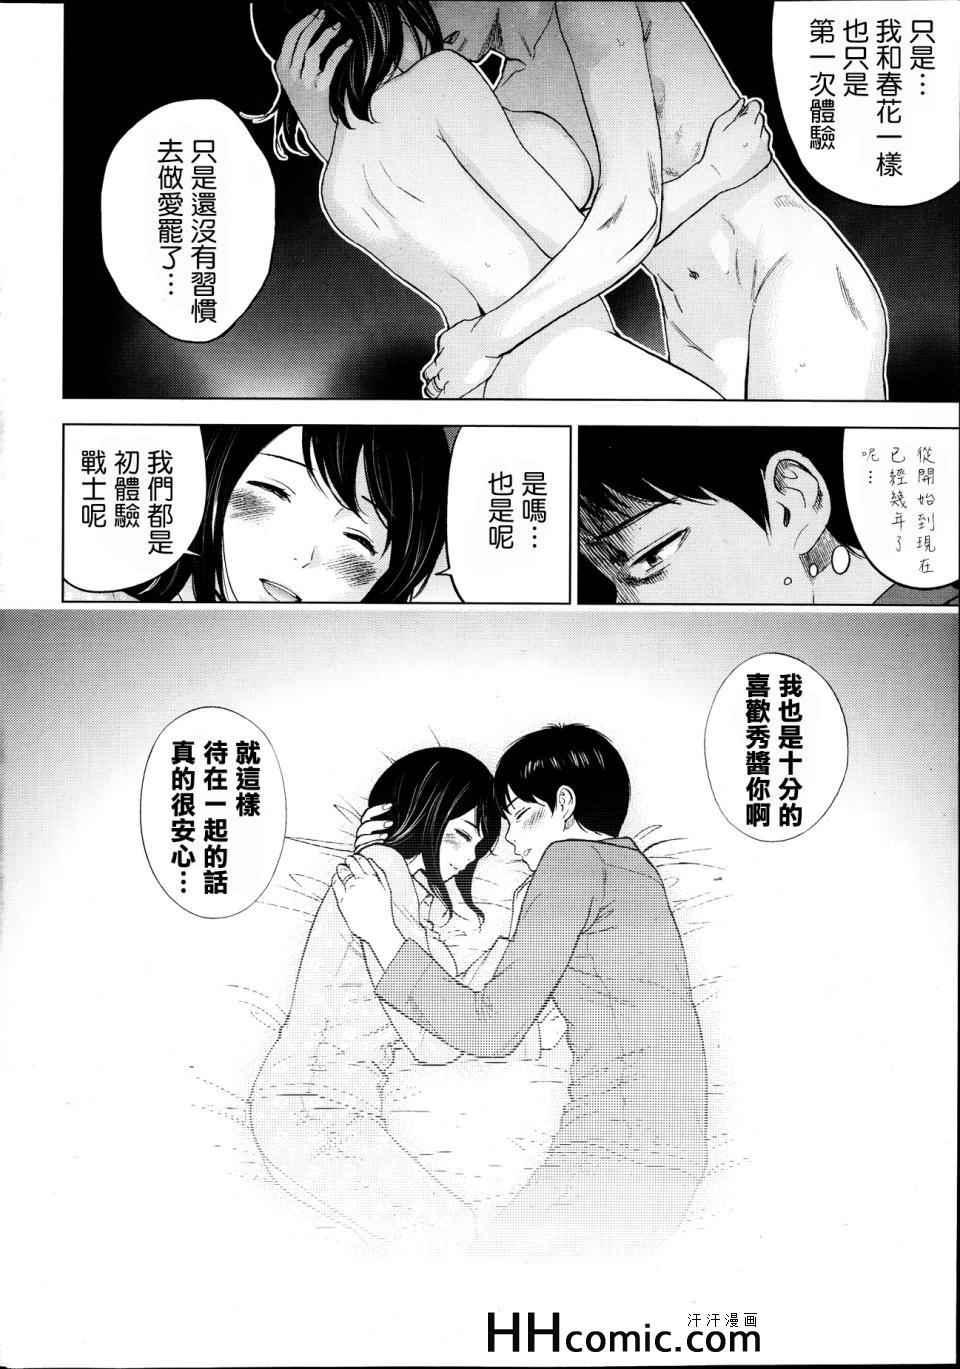 只是…
我和春花一樣
也只是
第一次體驗
只是還沒有習慣
去做愛罷了…
從開始到現在
已經幾年了
呢…
是嗎…
也是呢
我們都是
初體驗
戰士呢
我也是十分的
喜歡秀醬你啊
就這樣
待在一起的話
真的很安心…
汗汗漫画
HHcomic.com